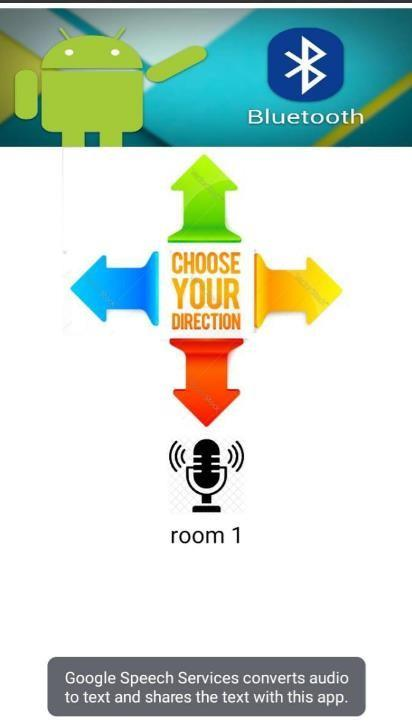 Bluetooth
CHOOSE
YOUR
DIRECTION
room 1
Google Speech Services converts audio
to text and shares the text with this app.